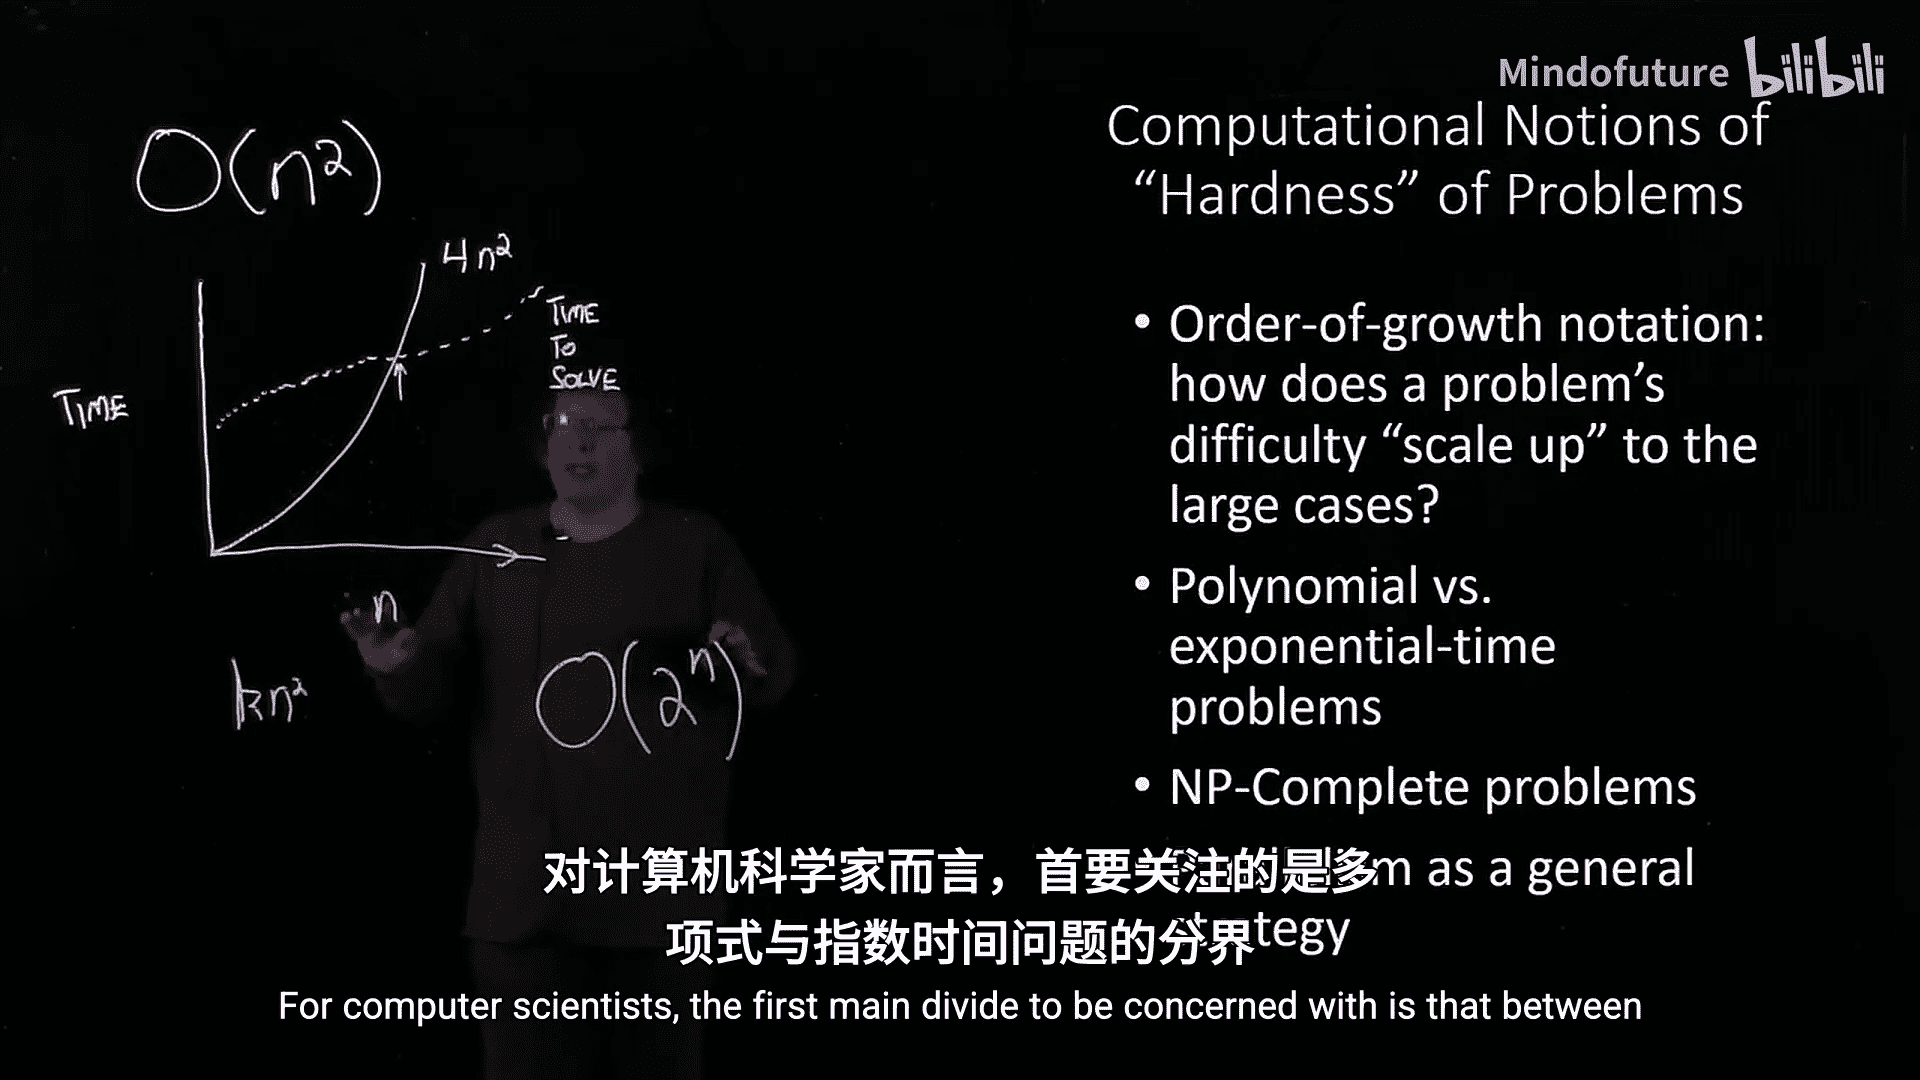 Mindofuture bilibili
Computational Notions of
“Hardness” of Problems
O(n²)
4n²
TIME
TO
SOLVE
TIME
n
kn²
O(2ⁿ)
• Order-of-growth notation:
how does a problem’s
difficulty “scale up” to the
large cases?
• Polynomial vs.
exponential-time
problems
• NP-Complete problems
as a general
对计算机科学家而言，首要关注的是多
项式与指数时间问题的分界
For computer scientists, the first main divide to be concerned with is that between